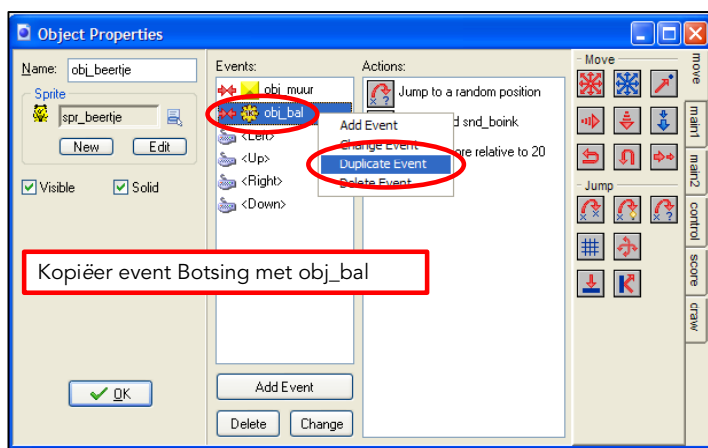 Object Properties
Name: obj_beertje
Sprite
spr_beertje
New Edit
Visible Solid
OK
Events:
obj_muur
obj_bal
<Left>
<Up>
<Right>
<Down>
Add Event
Delete Change
Add Event
Change Event
Duplicate Event
Delete Event
Actions:
Jump to a random position
snd_boink
relative to 20
Kopiëer event Botsing met obj_bal
Move
Jump
move
main1
main2
control
score
draw